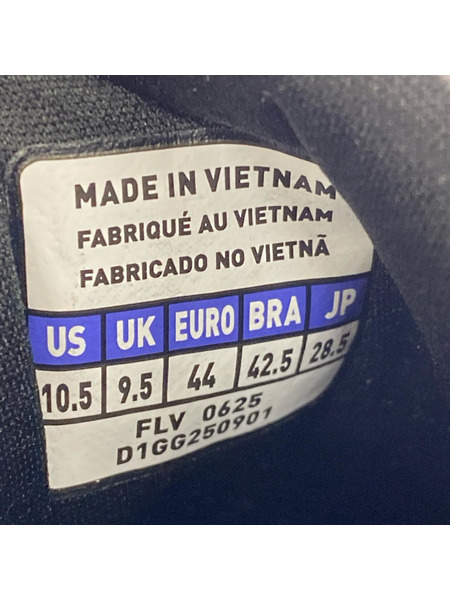 MADE IN VIETNAM
FABRIQUÉ AU VIETNAM
FABRICADO NO VIETNÃ
US UK EURO BRA JP
10.5 9.5 44 42.5 28.5
FLV 0625
D1GG250901